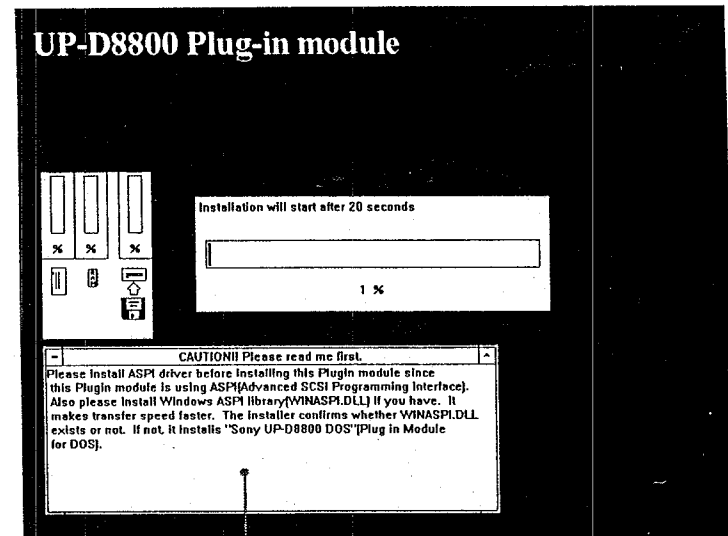 UP-D8800 Plug-in module
Installation will start after 20 seconds
% % %
1 %
CAUTION!! Please read me first.
Please install ASPI driver before installing this Plugin module since
this Plugin module is using ASPI(Advanced SCSI Programming Interface).
Also please install Windows ASPI library(WINASPI.DLL) if you have. It
makes transfer speed faster. The installer confirms whether WINASPI.DLL
exists or not. If not, it installs "Sony UP-D8800 DOS"(Plug in Module
for DOS).